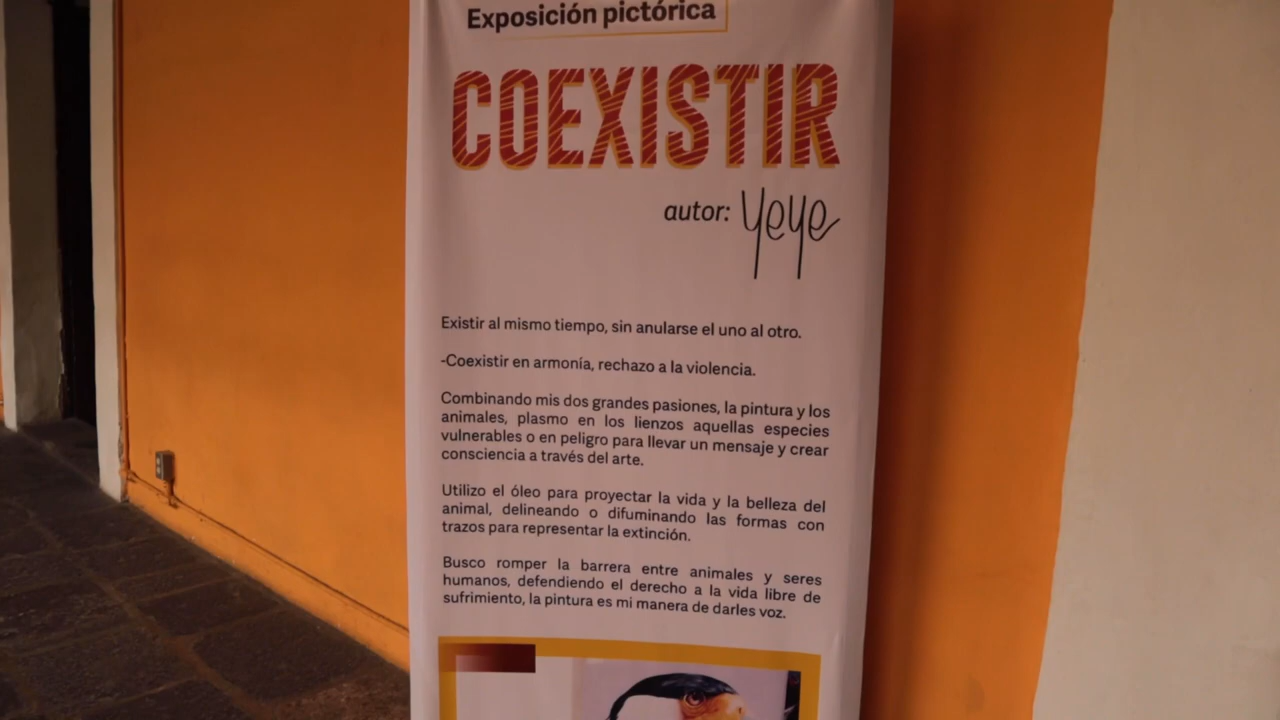 Exposición pictórica
COEXISTIR
autor: yeye
Existir al mismo tiempo, sin anularse el uno al otro.
-Coexistir en armonía, rechazo a la violencia.
Combinando mis dos grandes pasiones, la pintura y los
animales, plasmo en los lienzos aquellas especies
vulnerables o en peligro para llevar un mensaje y crear
consciencia a través del arte.
Utilizo el óleo para proyectar la vida y la belleza del
animal, delineando o difuminando las formas con
trazos para representar la extinción.
Busco romper la barrera entre animales y seres
humanos, defendiendo el derecho a la vida libre de
sufrimiento, la pintura es mi manera de darles voz.